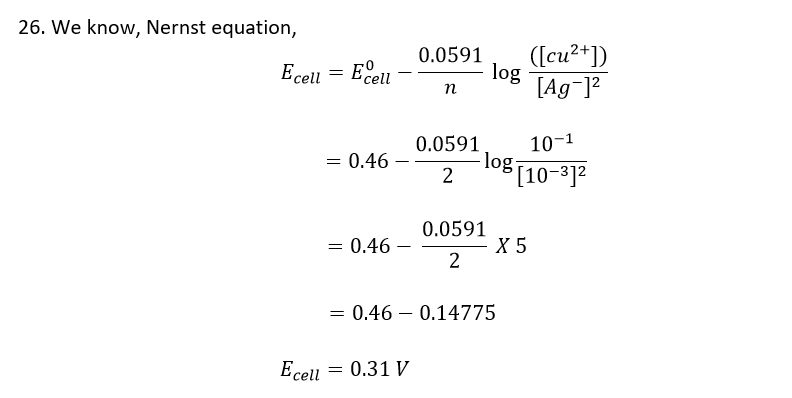 26. We know, Nernst equation,
E_cell = E⁰_cell − 0.0591/n log ([cu²⁺])/[Ag⁻]²
= 0.46 − 0.0591/2 log 10⁻¹/[10⁻³]²
= 0.46 − 0.0591/2 X 5
= 0.46 − 0.14775
E_cell = 0.31 V